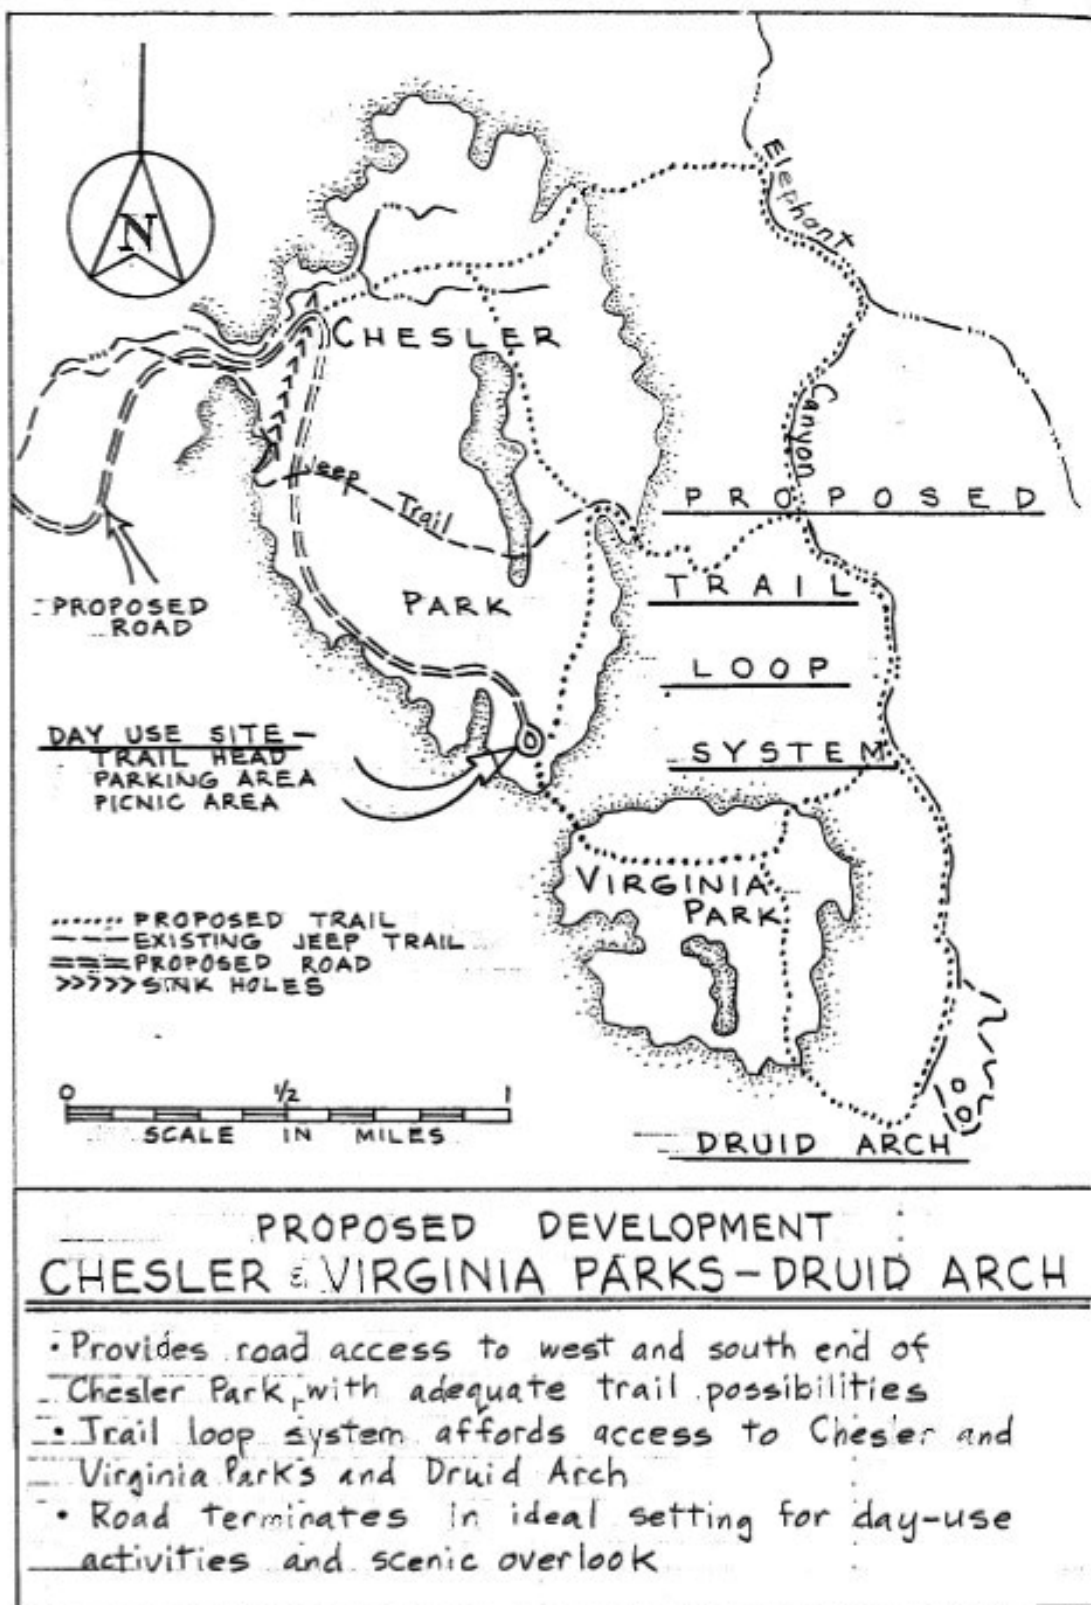 N
Elephant
CHESLER
Canyon
Jeep Trail
PROPOSED
PROPOSED
ROAD
TRAIL
PARK
LOOP
DAY USE SITE —
TRAIL HEAD
PARKING AREA
PICNIC AREA
SYSTEM
VIRGINIA
PARK
PROPOSED TRAIL
EXISTING JEEP TRAIL
PROPOSED ROAD
>>>>> SINK HOLES
0 1/2 1
SCALE IN MILES
DRUID ARCH
PROPOSED DEVELOPMENT
CHESLER & VIRGINIA PARKS - DRUID ARCH
• Provides road access to west and south end of
Chesler Park, with adequate trail possibilities
• Trail loop system affords access to Chesler and
Virginia Parks and Druid Arch
• Road terminates in ideal setting for day-use
activities and scenic overlook